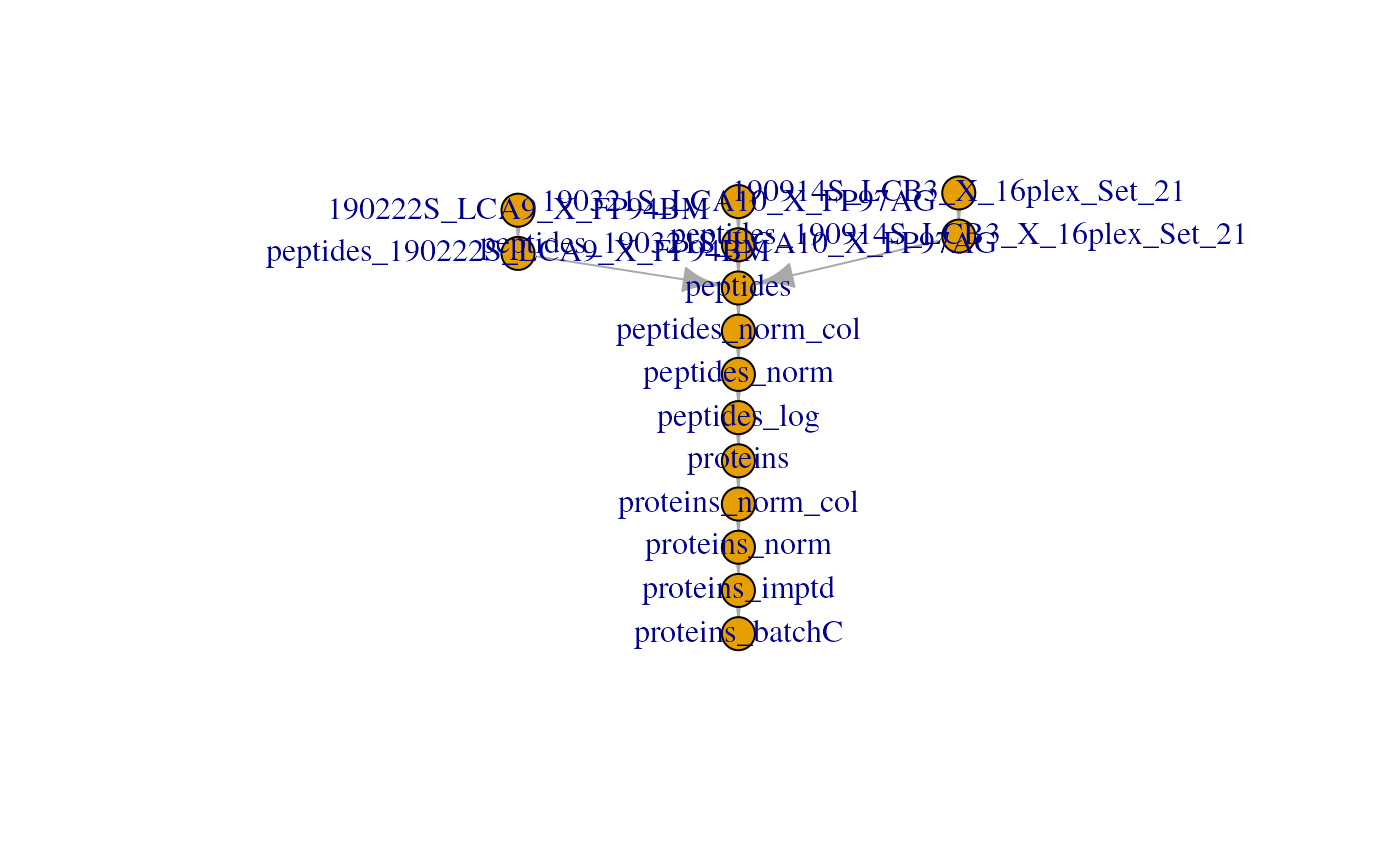 190222S_LCA9_X_FP94BM
190321S_LCA10_X_FP97AG
190914S_LCB3_X_16plex_Set_21
peptides_190222S_LCA9_X_FP94BM
peptides_190321S_LCA10_X_FP97AG
peptides_190914S_LCB3_X_16plex_Set_21
peptides
peptides_norm_col
peptides_norm
peptides_log
proteins
proteins_norm_col
proteins_norm
proteins_imptd
proteins_batchC